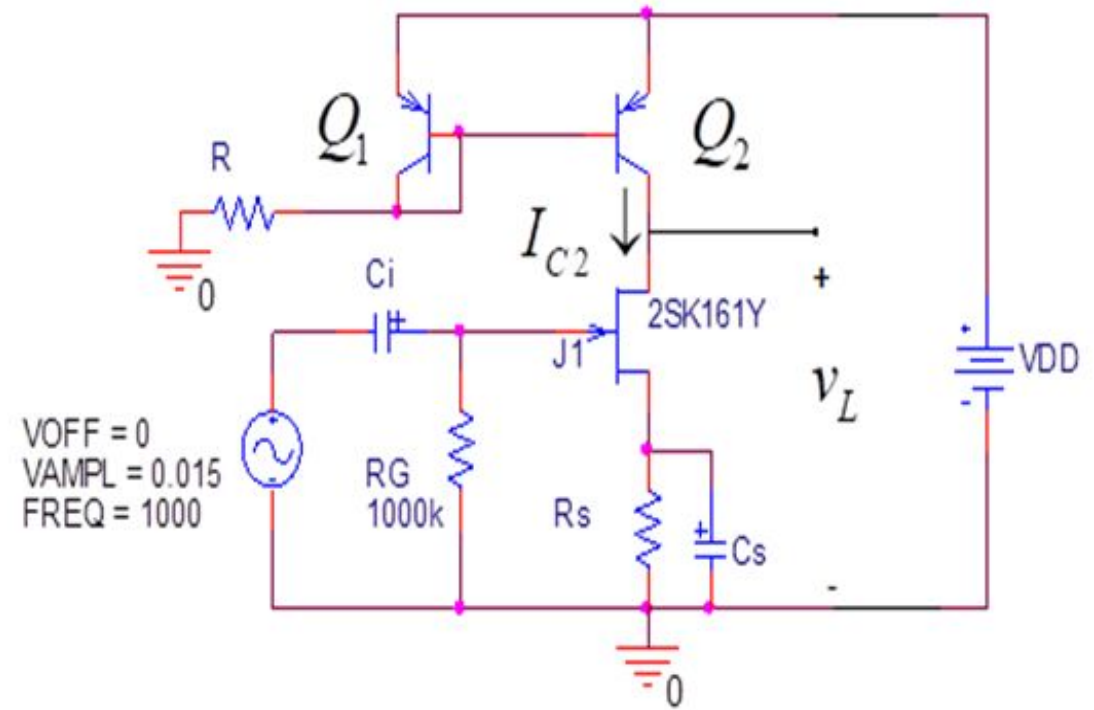 Q1
Q2
R
0
IC2
Ci
+
J1
2SK161Y
+
vL
-
+
-
VDD
VOFF = 0
VAMPL = 0.015
FREQ = 1000
+
-
RG
1000k
Rs
+
Cs
0